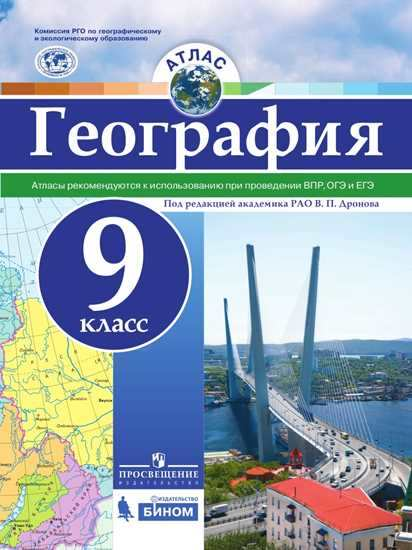 Комиссия РГО по географическому
и экологическому образованию
АТЛАС
География
Атласы рекомендуются к использованию при проведении ВПР, ОГЭ и ЕГЭ
Под редакцией академика РАО В. П. Дронова
9
класс
ПРОСВЕЩЕНИЕ
ИЗДАТЕЛЬСТВО
ИЗДАТЕЛЬСТВО
БИНОМ